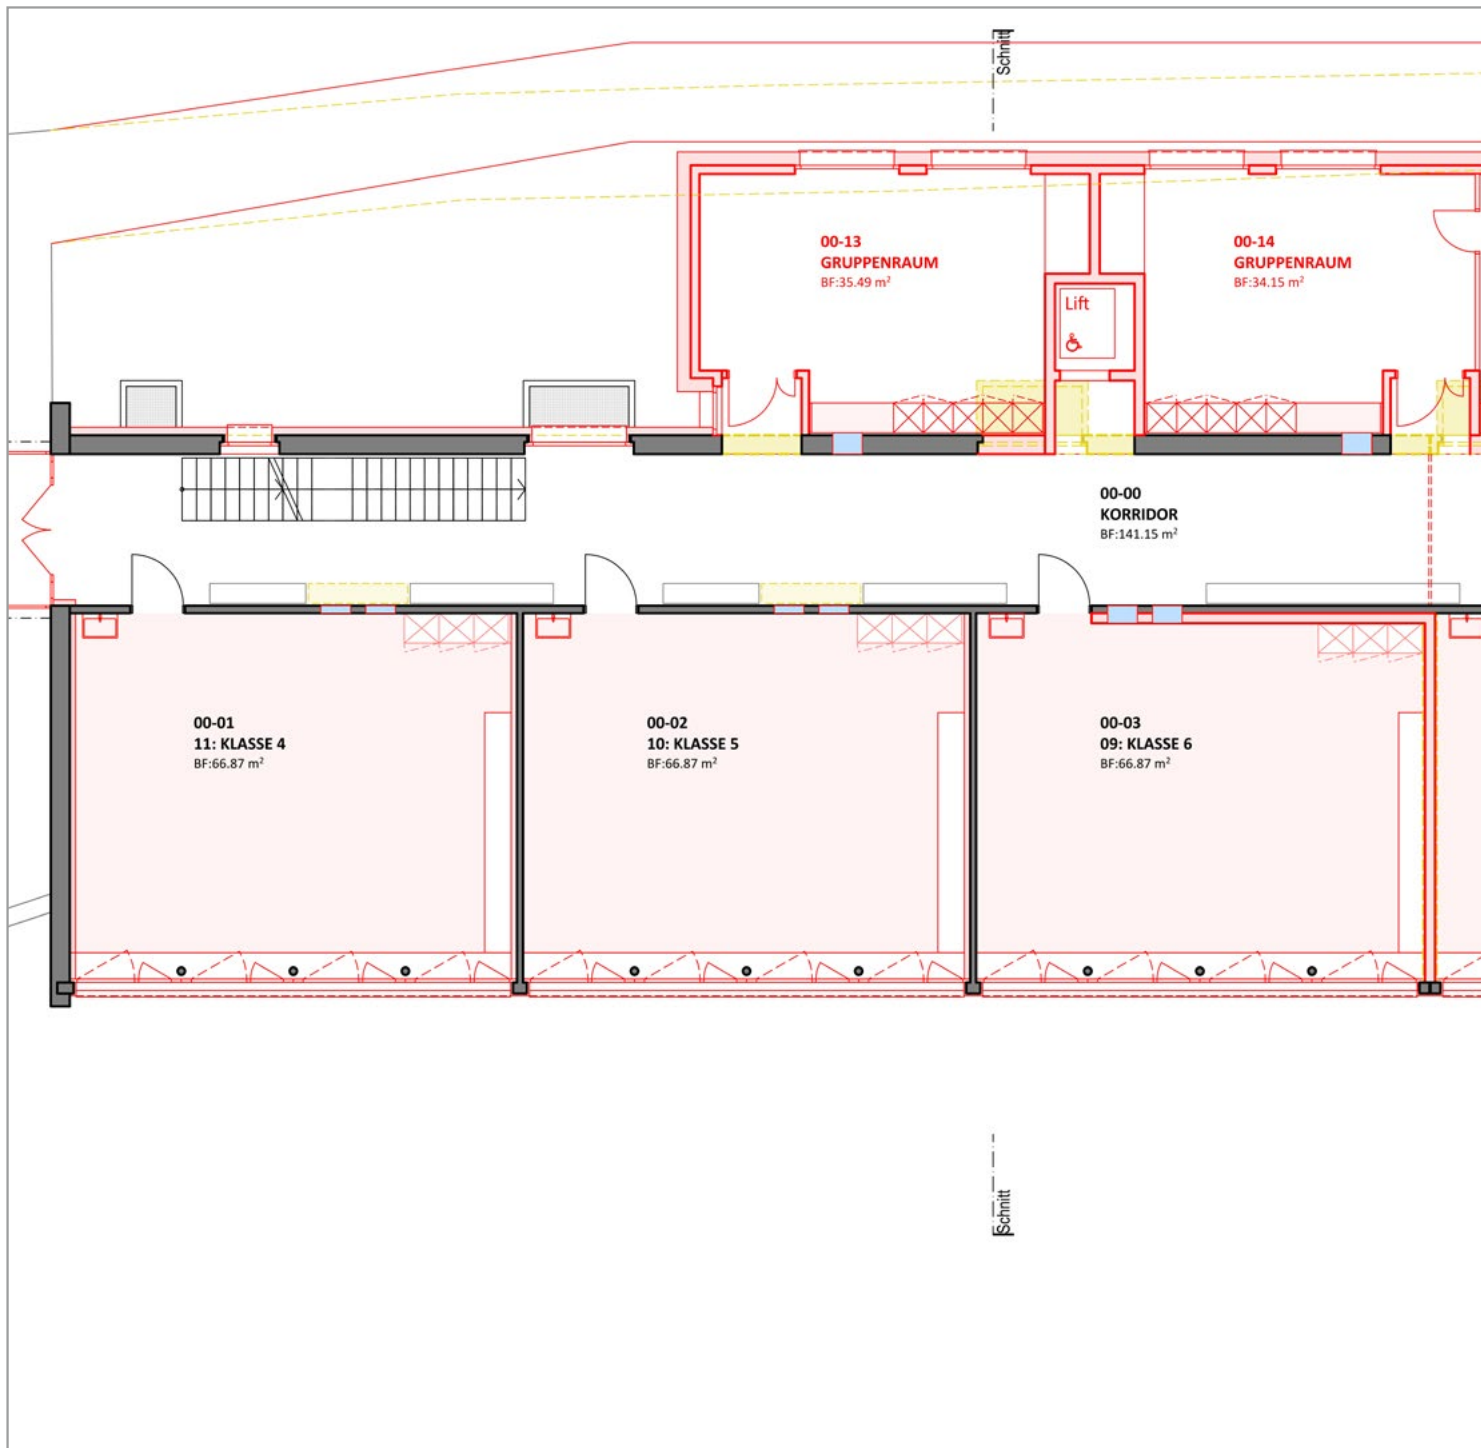 Schnitt
00-13
GRUPPENRAUM
BF:35.49 m²
00-14
GRUPPENRAUM
BF:34.15 m²
Lift
00-00
KORRIDOR
BF:141.15 m²
00-01
11: KLASSE 4
BF:66.87 m²
00-02
10: KLASSE 5
BF:66.87 m²
00-03
09: KLASSE 6
BF:66.87 m²
Schnitt